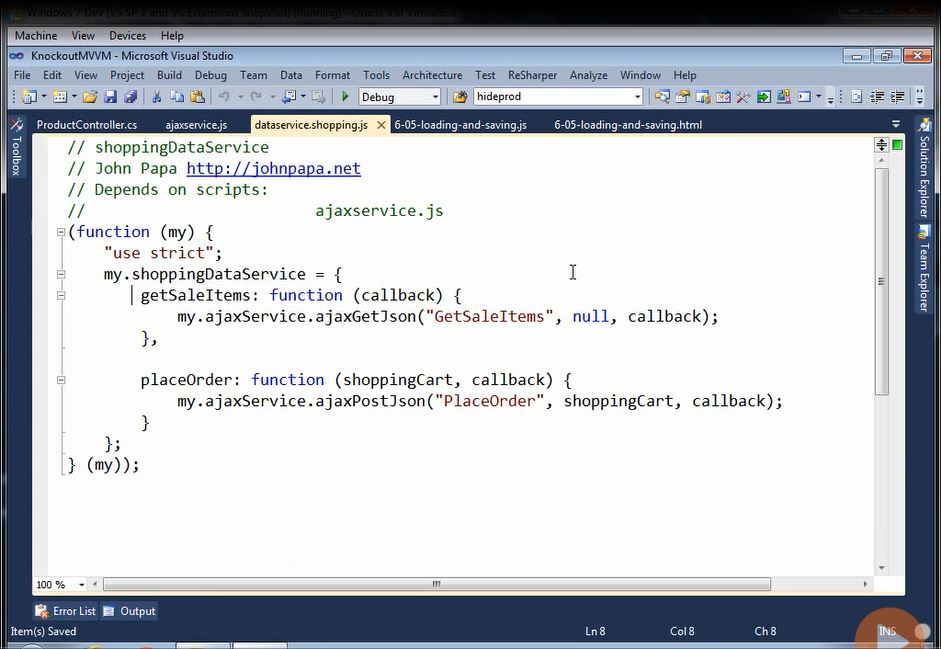 Windows 7 Dev (VS SP 1 and VS Extensions Snapshot) [Running] - Oracle VM VirtualBox
Machine View Devices Help
KnockoutMVVM - Microsoft Visual Studio
File Edit View Project Build Debug Team Data Format Tools Architecture Test ReSharper Analyze Window Help
Debug hideprod
ProductController.cs ajaxservice.js dataservice.shopping.js 6-05-loading-and-saving.js 6-05-loading-and-saving.html
Toolbox
Solution Explorer
Team Explorer
// shoppingDataService
// John Papa http://johnpapa.net
// Depends on scripts:
// ajaxservice.js
(function (my) {
"use strict";
my.shoppingDataService = {
getSaleItems: function (callback) {
my.ajaxService.ajaxGetJson("GetSaleItems", null, callback);
},
placeOrder: function (shoppingCart, callback) {
my.ajaxService.ajaxPostJson("PlaceOrder", shoppingCart, callback);
}
};
} (my));
100 %
Error List Output
Item(s) Saved Ln 8 Col 8 Ch 8 INS